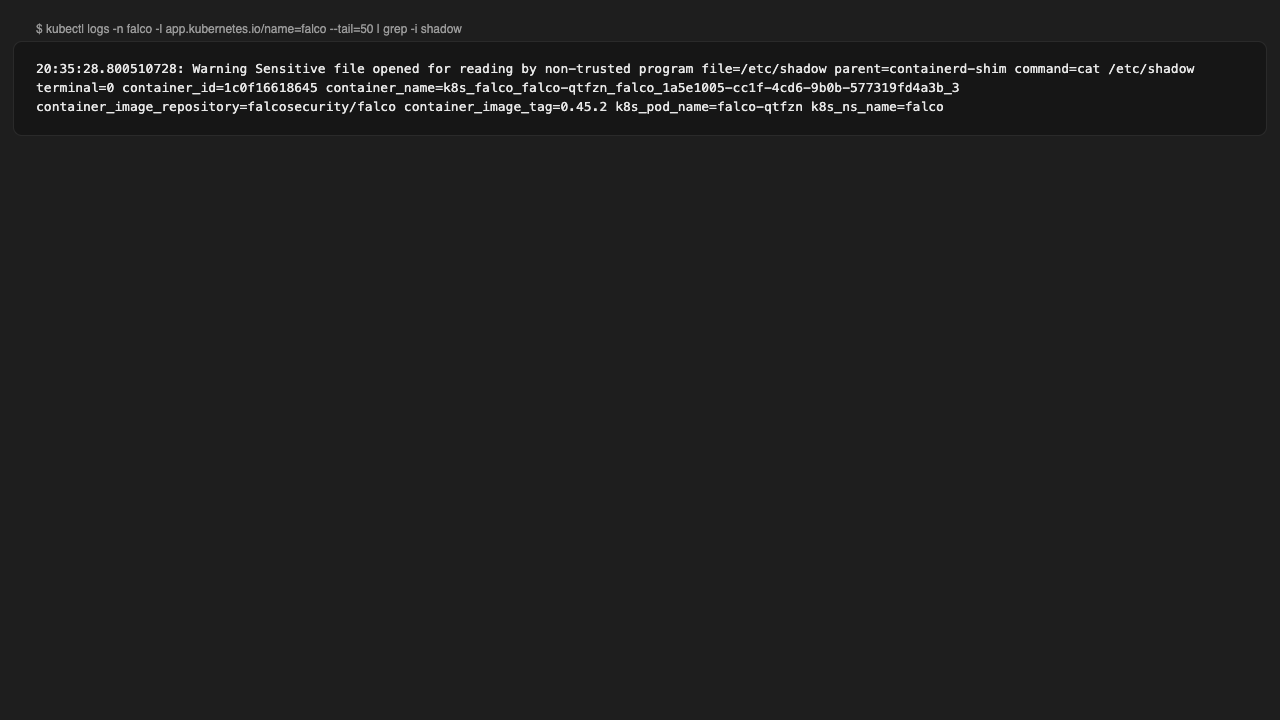 $ kubectl logs -n falco -l app.kubernetes.io/name=falco --tail=50 | grep -i shadow
20:35:28.800510728: Warning Sensitive file opened for reading by non-trusted program file=/etc/shadow parent=containerd-shim command=cat /etc/shadow
terminal=0 container_id=1c0f16618645 container_name=k8s_falco_falco-qtfzn_falco_1a5e1005-cc1f-4cd6-9b0b-577319fd4a3b_3
container_image_repository=falcosecurity/falco container_image_tag=0.45.2 k8s_pod_name=falco-qtfzn k8s_ns_name=falco